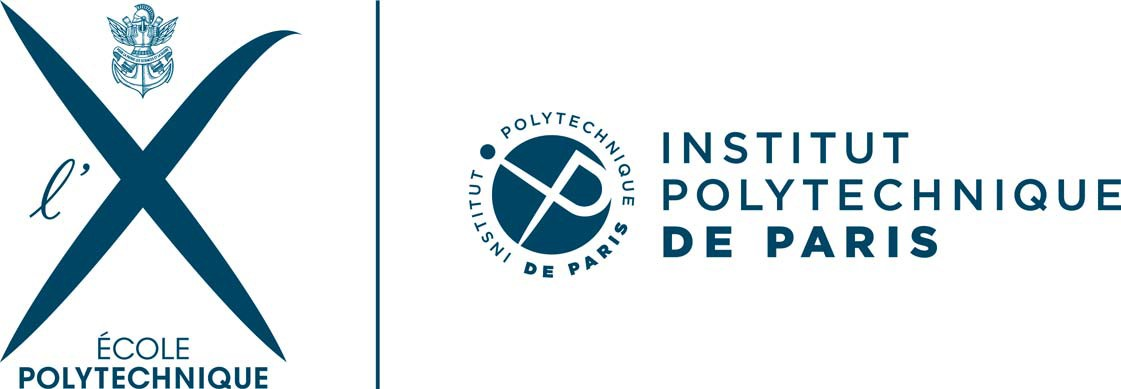 l'X
ÉCOLE
POLYTECHNIQUE
INSTITUT POLYTECHNIQUE DE PARIS
INSTITUT
POLYTECHNIQUE
DE PARIS